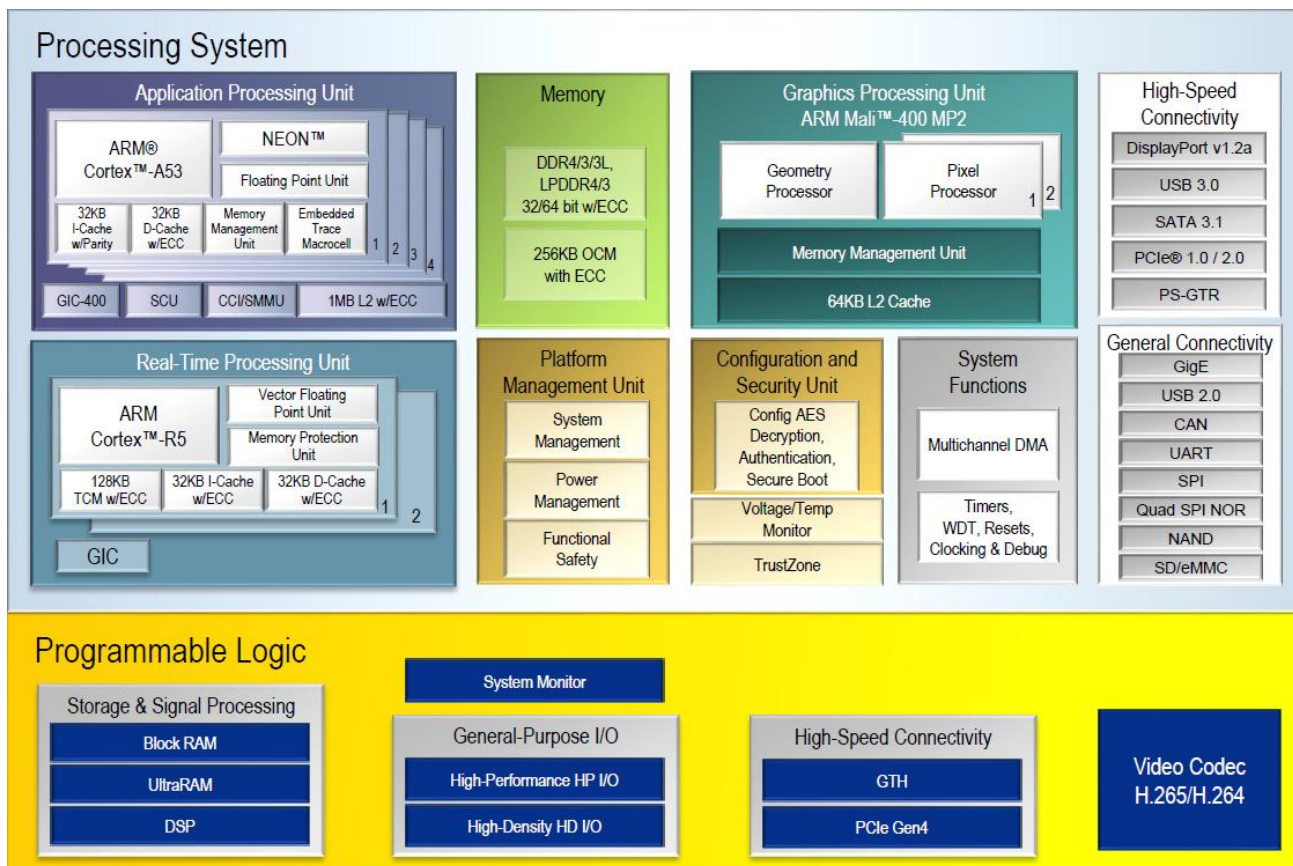 Processing System
Application Processing Unit
ARM®
Cortex™-A53
NEON™
Floating Point Unit
32KB
I-Cache
w/Parity
32KB
D-Cache
w/ECC
Memory
Management
Unit
Embedded
Trace
Macrocell
1
2
3
4
GIC-400
SCU
CCI/SMMU
1MB L2 w/ECC
Memory
DDR4/3/3L,
LPDDR4/3
32/64 bit w/ECC
256KB OCM
with ECC
Graphics Processing Unit
ARM Mali™-400 MP2
Geometry
Processor
Pixel
Processor
1
2
Memory Management Unit
64KB L2 Cache
High-Speed
Connectivity
DisplayPort v1.2a
USB 3.0
SATA 3.1
PCIe® 1.0 / 2.0
PS-GTR
Real-Time Processing Unit
ARM
Cortex™-R5
Vector Floating
Point Unit
Memory Protection
Unit
128KB
TCM w/ECC
32KB I-Cache
w/ECC
32KB D-Cache
w/ECC
1
2
GIC
Platform
Management Unit
System
Management
Power
Management
Functional
Safety
Configuration and
Security Unit
Config AES
Decryption,
Authentication,
Secure Boot
Voltage/Temp
Monitor
TrustZone
System
Functions
Multichannel DMA
Timers,
WDT, Resets,
Clocking & Debug
General Connectivity
GigE
USB 2.0
CAN
UART
SPI
Quad SPI NOR
NAND
SD/eMMC
Programmable Logic
Storage & Signal Processing
Block RAM
UltraRAM
DSP
System Monitor
General-Purpose I/O
High-Performance HP I/O
High-Density HD I/O
High-Speed Connectivity
GTH
PCIe Gen4
Video Codec
H.265/H.264